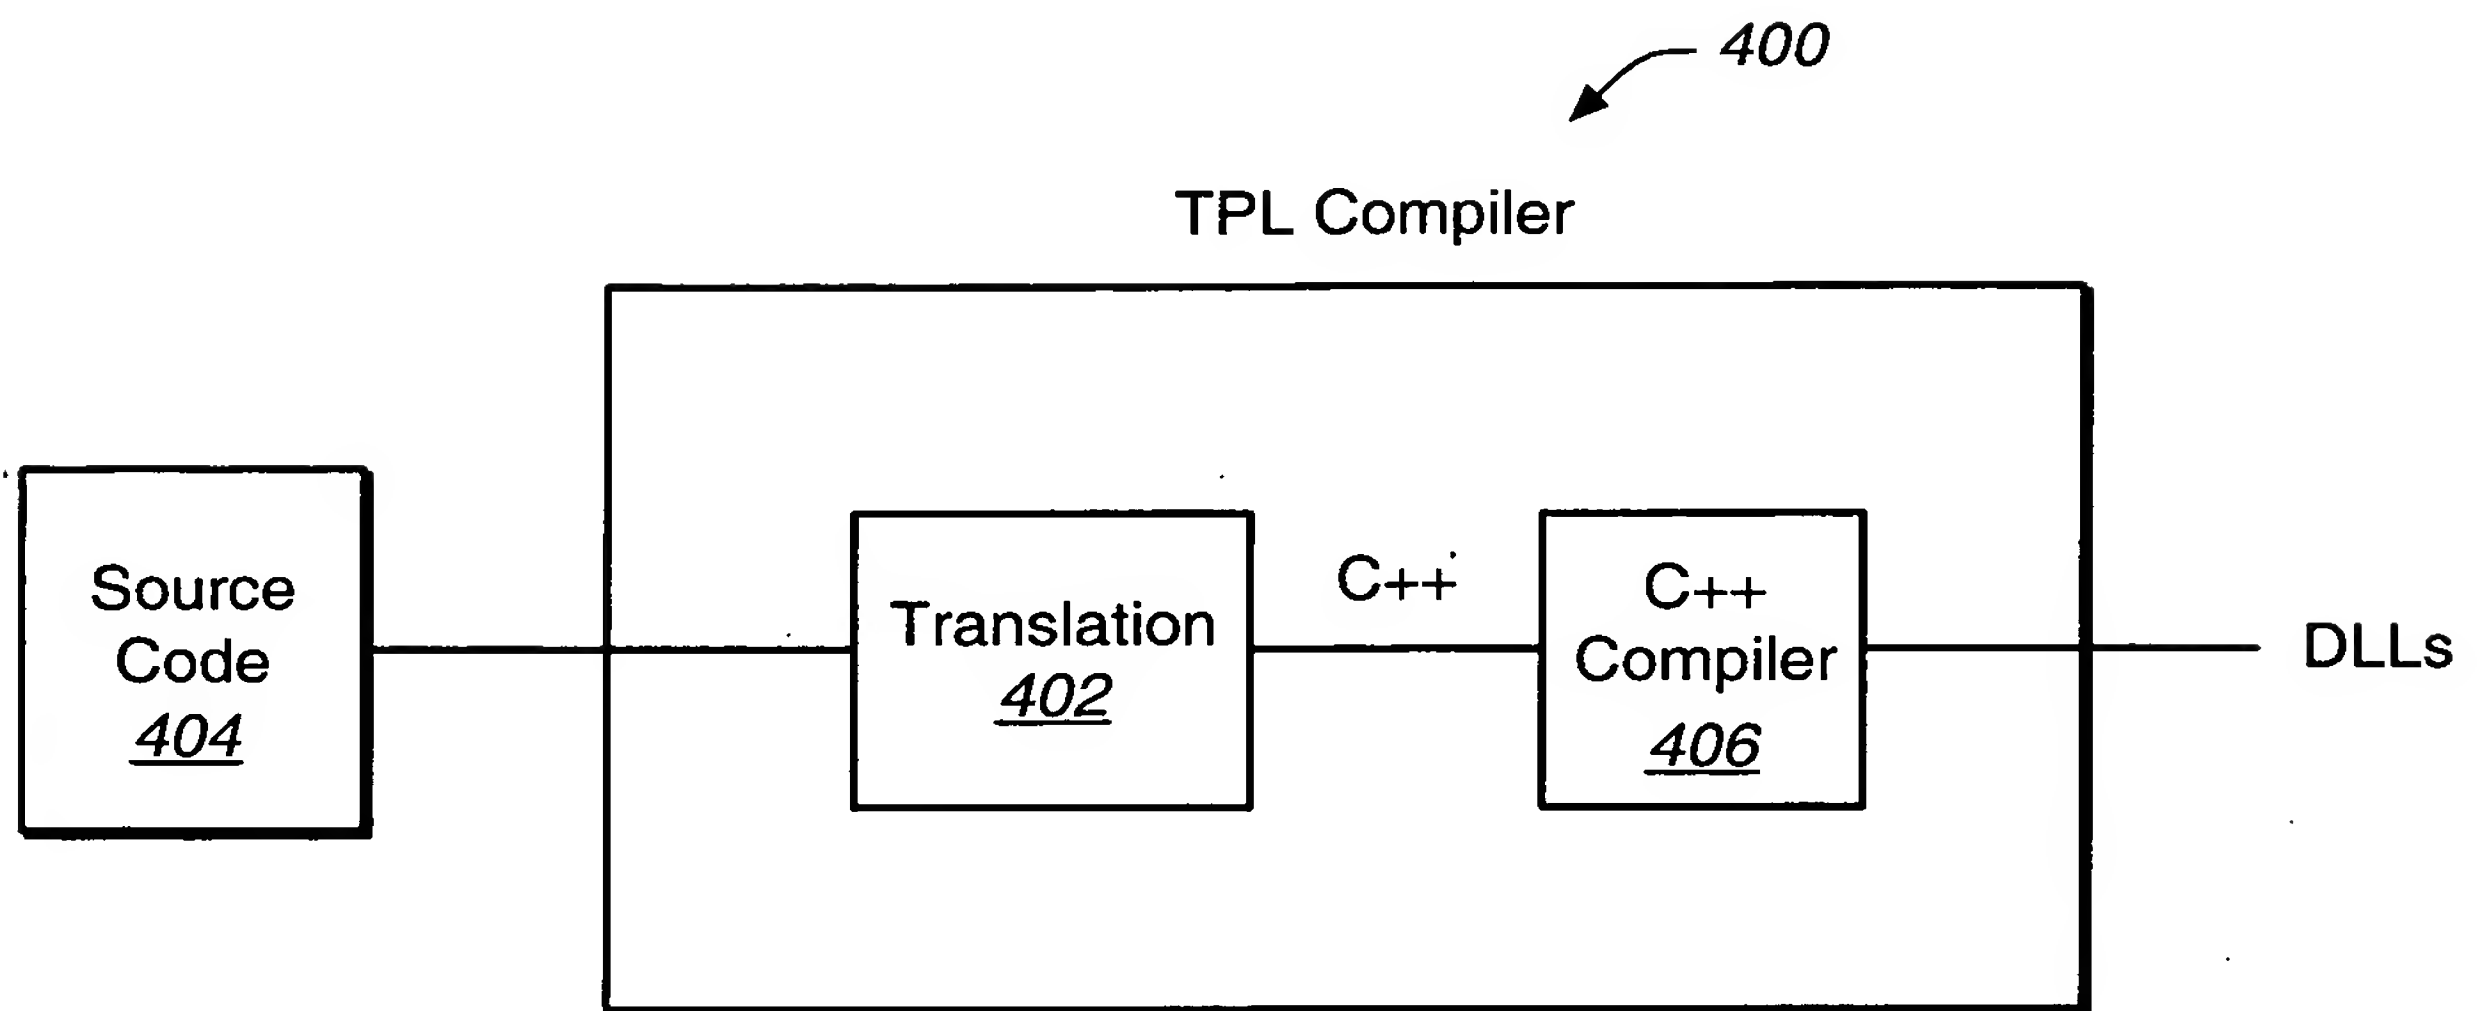 400
TPL Compiler
Source
Code
404
Translation
402
C++
C++
Compiler
406
DLLs